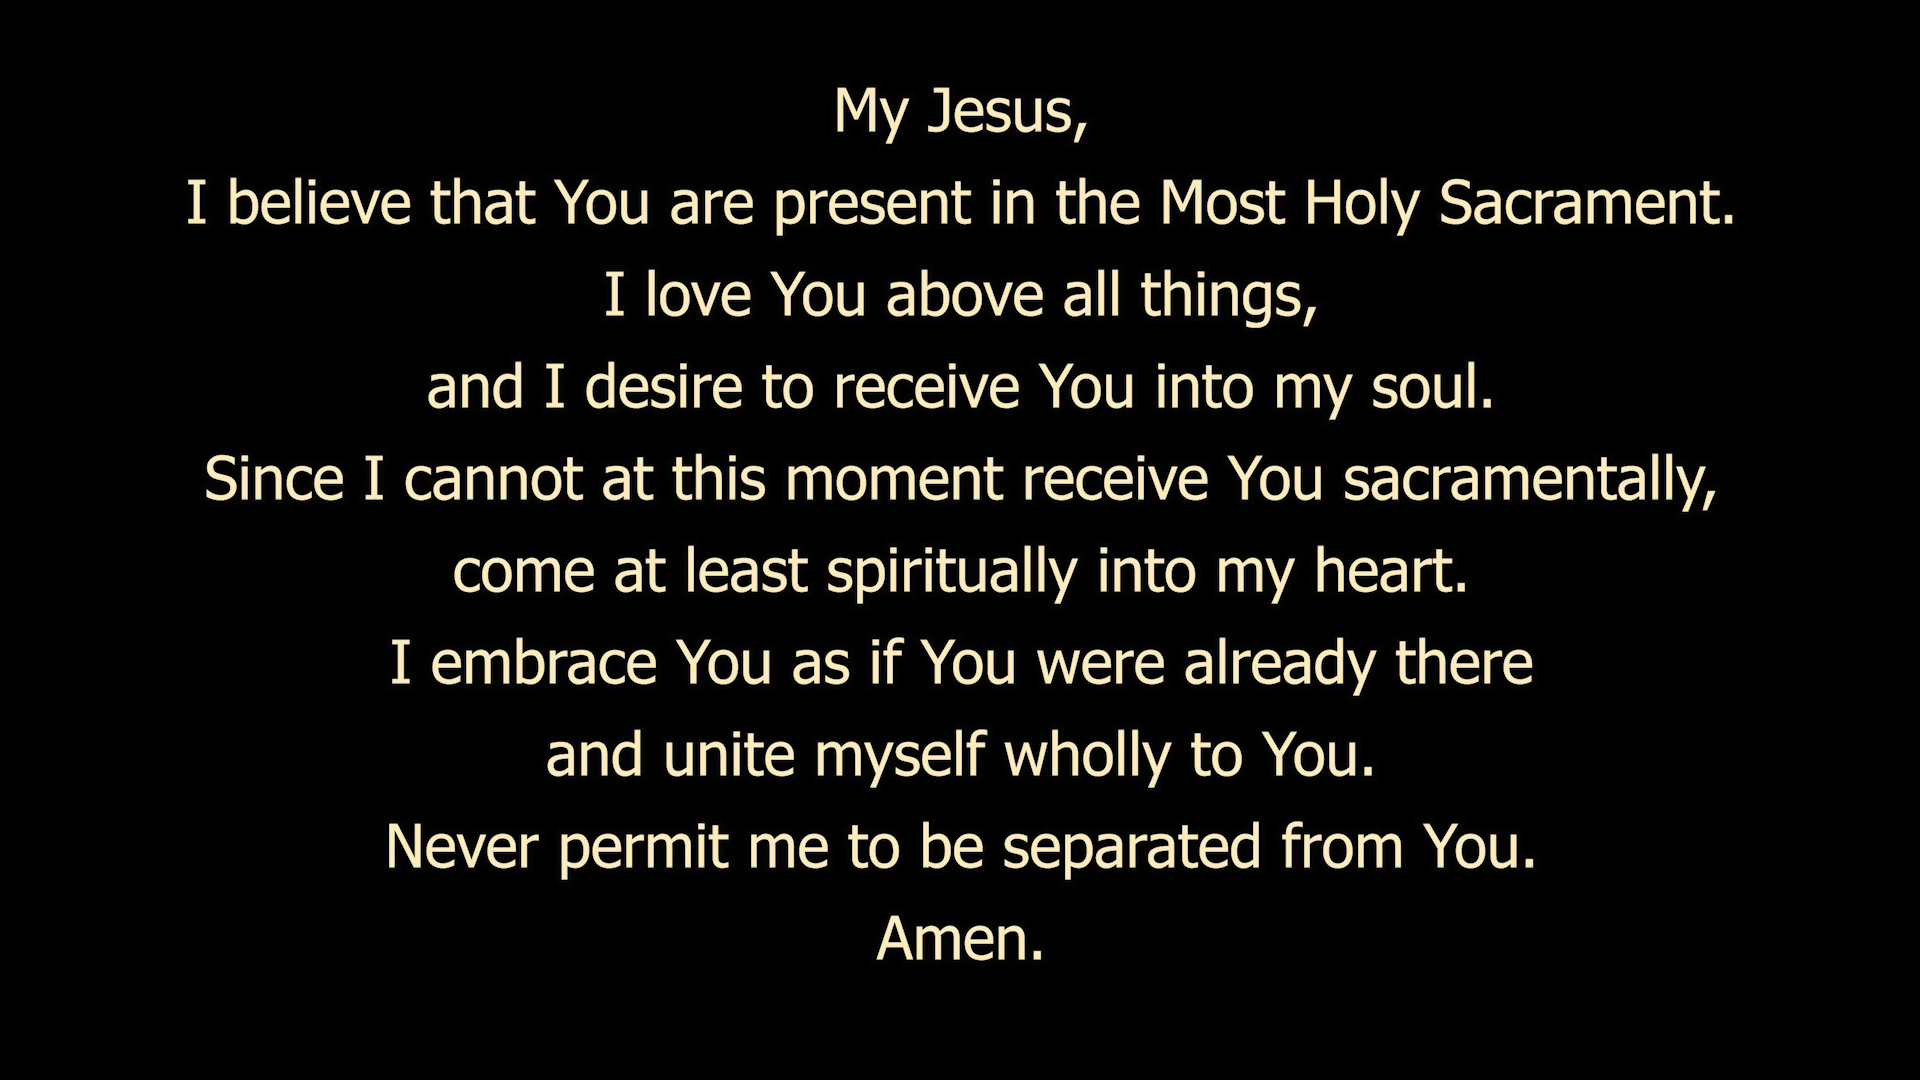 My Jesus,
I believe that You are present in the Most Holy Sacrament.
I love You above all things,
and I desire to receive You into my soul.
Since I cannot at this moment receive You sacramentally,
come at least spiritually into my heart.
I embrace You as if You were already there
and unite myself wholly to You.
Never permit me to be separated from You.
Amen.